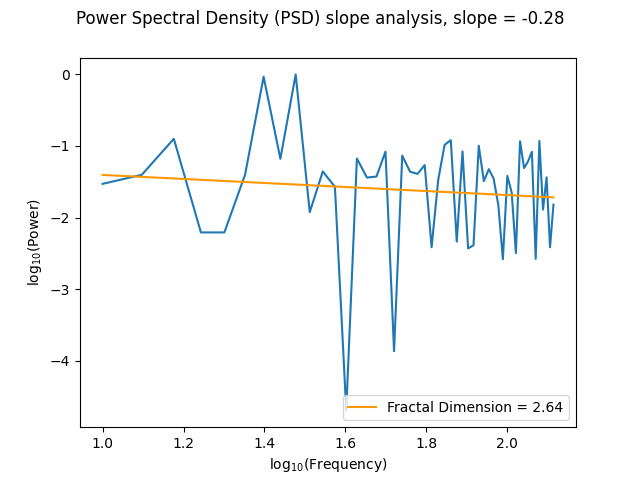 Power Spectral Density (PSD) slope analysis, slope = -0.28
0
−1
−2
−3
−4
log₁₀(Power)
Fractal Dimension = 2.64
1.0 1.2 1.4 1.6 1.8 2.0
log₁₀(Frequency)